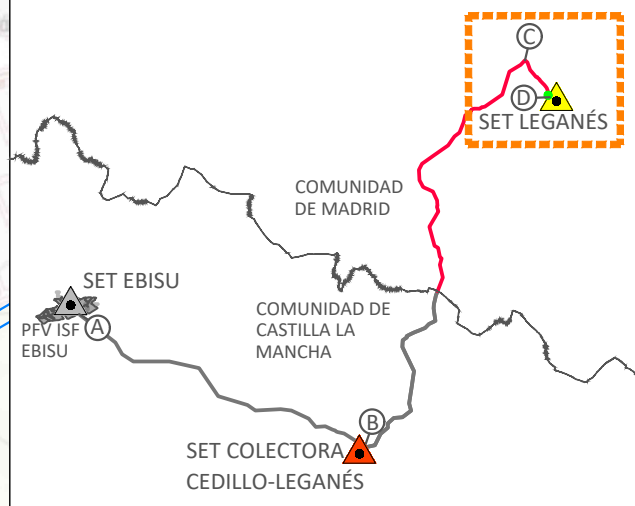 C
D
SET LEGANÉS
COMUNIDAD
DE MADRID
SET EBISU
PFV ISF
EBISU
A
COMUNIDAD DE
CASTILLA LA
MANCHA
B
SET COLECTORA
CEDILLO-LEGANÉS